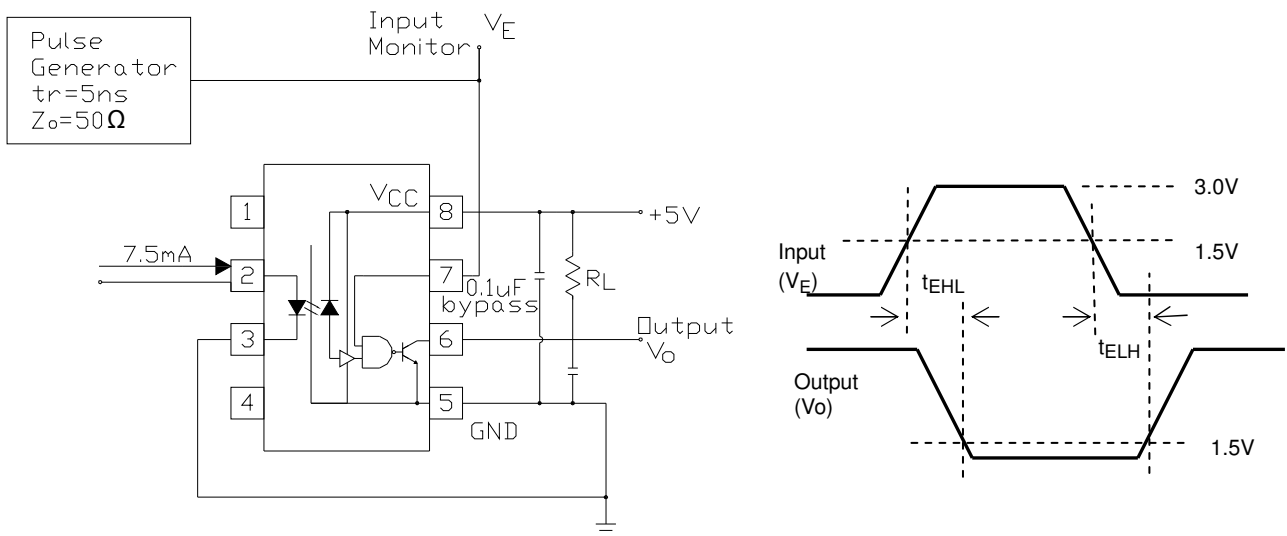 Pulse
Generator
tr=5ns
Zo=50Ω
Input
Monitor
VE
VCC
1
2
3
4
8
7
6
5
7.5mA
+5V
RL
0.1uF
bypass
Output
Vo
GND
3.0V
Input
(VE)
1.5V
tEHL
tELH
Output
(Vo)
1.5V